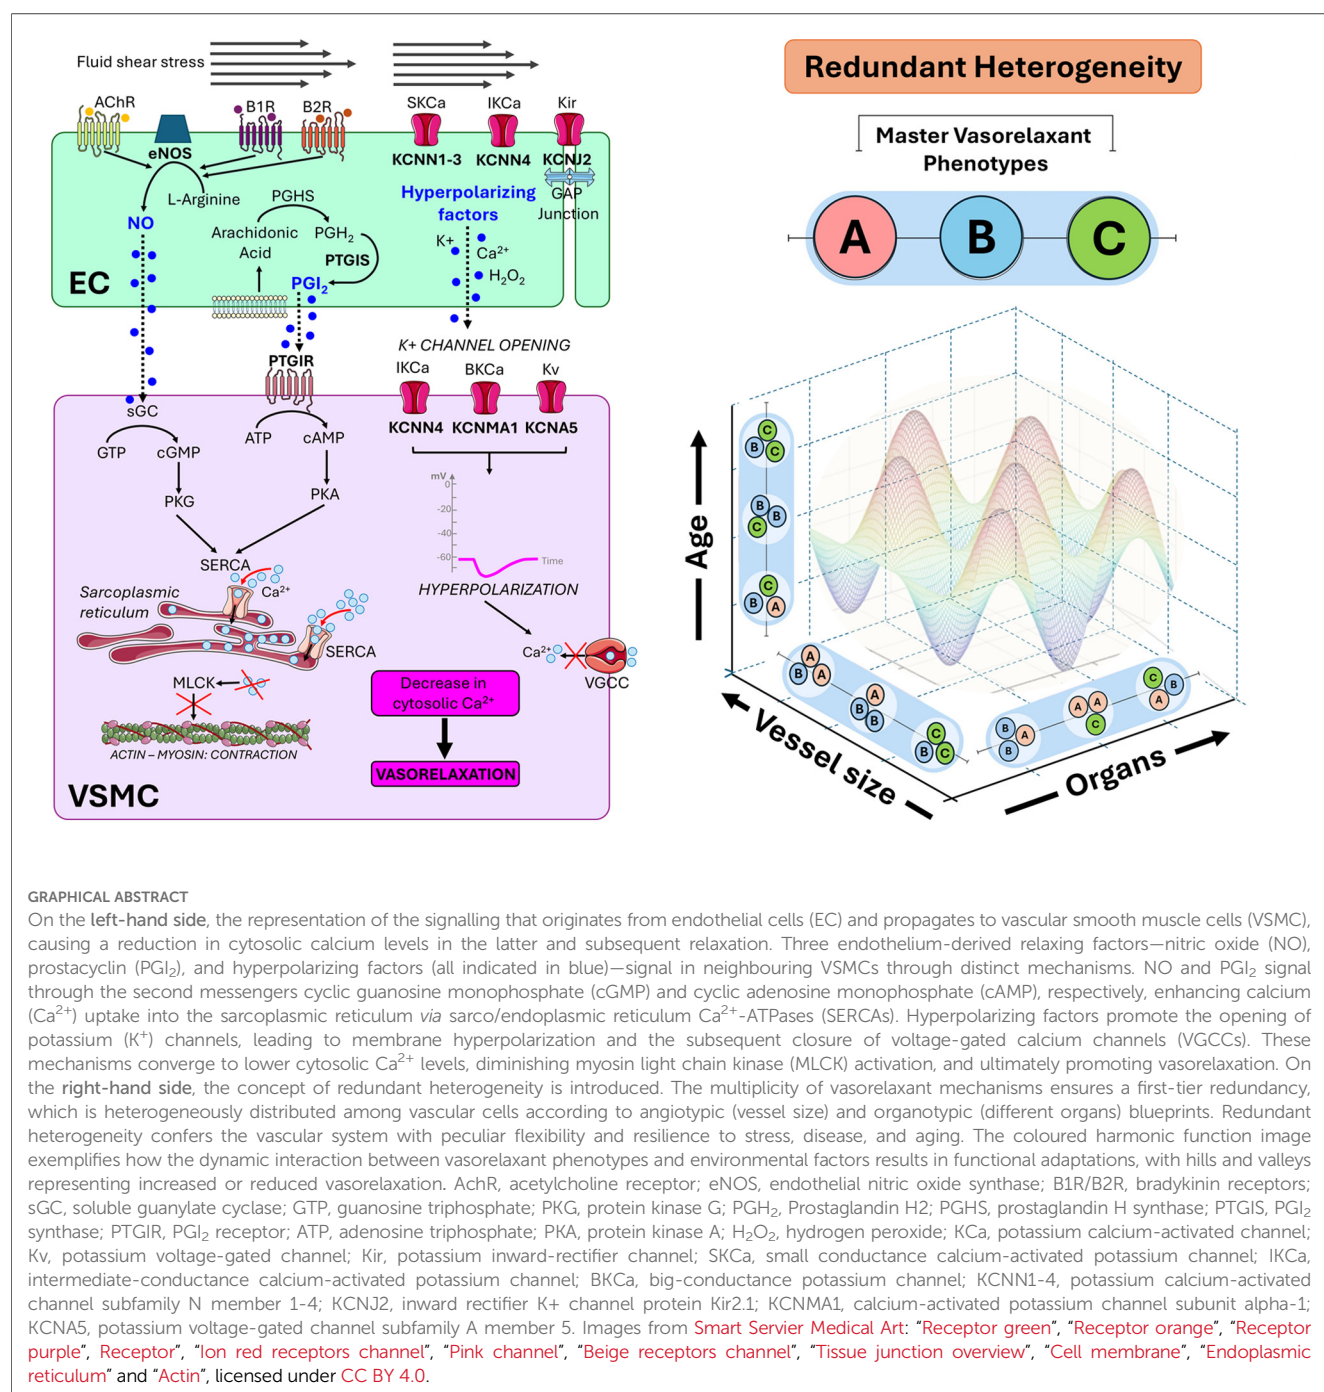 Fluid shear stress
AChR
B1R
B2R
SKCa
IKCa
Kir
eNOS
KCNN1-3
KCNN4
KCNJ2
L-Arginine
PGHS
Hyperpolarizing
factors
GAP
Junction
NO
Arachidonic
Acid
PGH₂
K+
Ca²⁺
PTGIS
H₂O₂
EC
PGI₂
K+ CHANNEL OPENING
PTGIR
IKCa
BKCa
Kv
sGC
GTP
cGMP
ATP
cAMP
KCNN4
KCNMA1
KCNA5
PKG
PKA
mV
0
-20
-40
-60
Time
SERCA
Ca²⁺
HYPERPOLARIZATION
Sarcoplasmic
reticulum
SERCA
Ca²⁺
VGCC
MLCK
Decrease in
cytosolic Ca²⁺
ACTIN – MYOSIN: CONTRACTION
VASORELAXATION
VSMC
Redundant Heterogeneity
Master Vasorelaxant
Phenotypes
A
B
C
Age
C
B
C
B
B
C
C
B
A
Vessel size
A
B
A
A
B
B
C
B
C
Organs
B
A
B
A
A
C
C
B
A
GRAPHICAL ABSTRACT
On the left-hand side, the representation of the signalling that originates from endothelial cells (EC) and propagates to vascular smooth muscle cells (VSMC),
causing a reduction in cytosolic calcium levels in the latter and subsequent relaxation. Three endothelium-derived relaxing factors—nitric oxide (NO),
prostacyclin (PGI₂), and hyperpolarizing factors (all indicated in blue)—signal in neighbouring VSMCs through distinct mechanisms. NO and PGI₂ signal
through the second messengers cyclic guanosine monophosphate (cGMP) and cyclic adenosine monophosphate (cAMP), respectively, enhancing calcium
(Ca²⁺) uptake into the sarcoplasmic reticulum via sarco/endoplasmic reticulum Ca²⁺-ATPases (SERCAs). Hyperpolarizing factors promote the opening of
potassium (K⁺) channels, leading to membrane hyperpolarization and the subsequent closure of voltage-gated calcium channels (VGCCs). These
mechanisms converge to lower cytosolic Ca²⁺ levels, diminishing myosin light chain kinase (MLCK) activation, and ultimately promoting vasorelaxation. On
the right-hand side, the concept of redundant heterogeneity is introduced. The multiplicity of vasorelaxant mechanisms ensures a first-tier redundancy,
which is heterogeneously distributed among vascular cells according to angiotypic (vessel size) and organotypic (different organs) blueprints. Redundant
heterogeneity confers the vascular system with peculiar flexibility and resilience to stress, disease, and aging. The coloured harmonic function image
exemplifies how the dynamic interaction between vasorelaxant phenotypes and environmental factors results in functional adaptations, with hills and valleys
representing increased or reduced vasorelaxation. AchR, acetylcholine receptor; eNOS, endothelial nitric oxide synthase; B1R/B2R, bradykinin receptors;
sGC, soluble guanylate cyclase; GTP, guanosine triphosphate; PKG, protein kinase G; PGH₂, Prostaglandin H2; PGHS, prostaglandin H synthase; PTGIS, PGI₂
synthase; PTGIR, PGI₂ receptor; ATP, adenosine triphosphate; PKA, protein kinase A; H₂O₂, hydrogen peroxide; KCa, potassium calcium-activated channel;
Kv, potassium voltage-gated channel; Kir, potassium inward-rectifier channel; SKCa, small conductance calcium-activated potassium channel; IKCa,
intermediate-conductance calcium-activated potassium channel; BKCa, big-conductance potassium channel; KCNN1-4, potassium calcium-activated
channel subfamily N member 1-4; KCNJ2, inward rectifier K+ channel protein Kir2.1; KCNMA1, calcium-activated potassium channel subunit alpha-1;
KCNA5, potassium voltage-gated channel subfamily A member 5. Images from Smart Servier Medical Art: “Receptor green”, “Receptor orange”, “Receptor
purple”, Receptor”, “Ion red receptors channel”, “Pink channel”, “Beige receptors channel”, “Tissue junction overview”, “Cell membrane”, “Endoplasmic
reticulum” and “Actin”, licensed under CC BY 4.0.